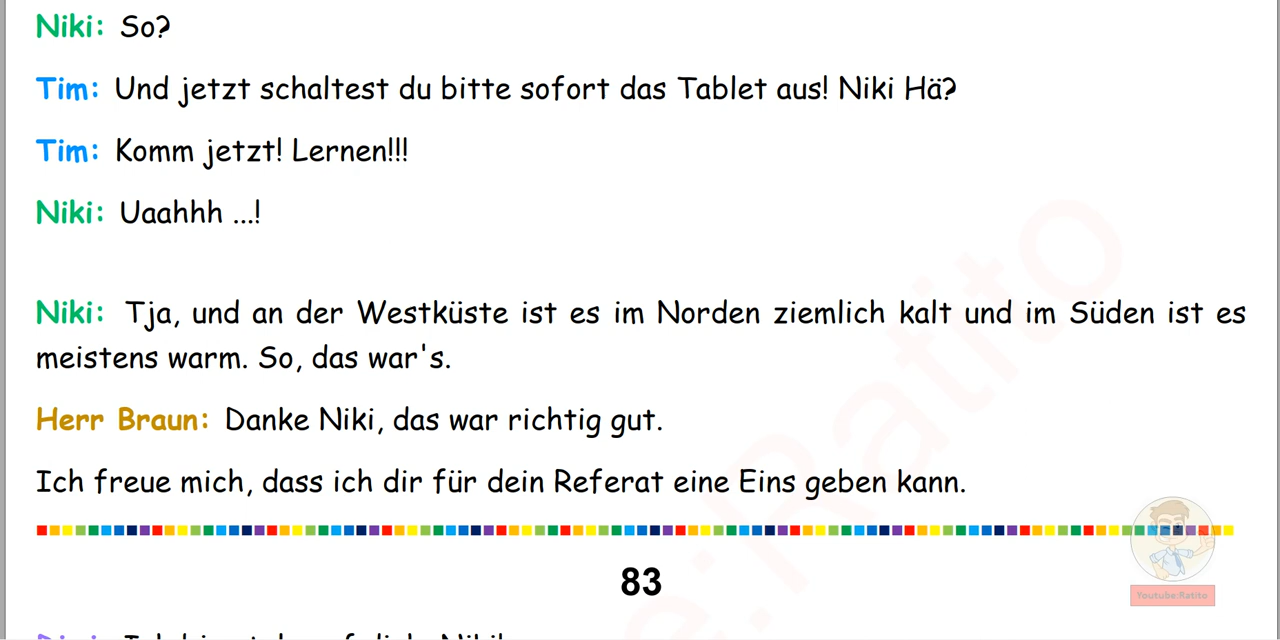 Niki: So?
Tim: Und jetzt schaltest du bitte sofort das Tablet aus! Niki Hä?
Tim: Komm jetzt! Lernen!!!
Niki: Uaahhh ...!
Niki: Tja, und an der Westküste ist es im Norden ziemlich kalt und im Süden ist es
meistens warm. So, das war's.
Herr Braun: Danke Niki, das war richtig gut.
Ich freue mich, dass ich dir für dein Referat eine Eins geben kann.
83
Youtube:Ratito
e:Ratito